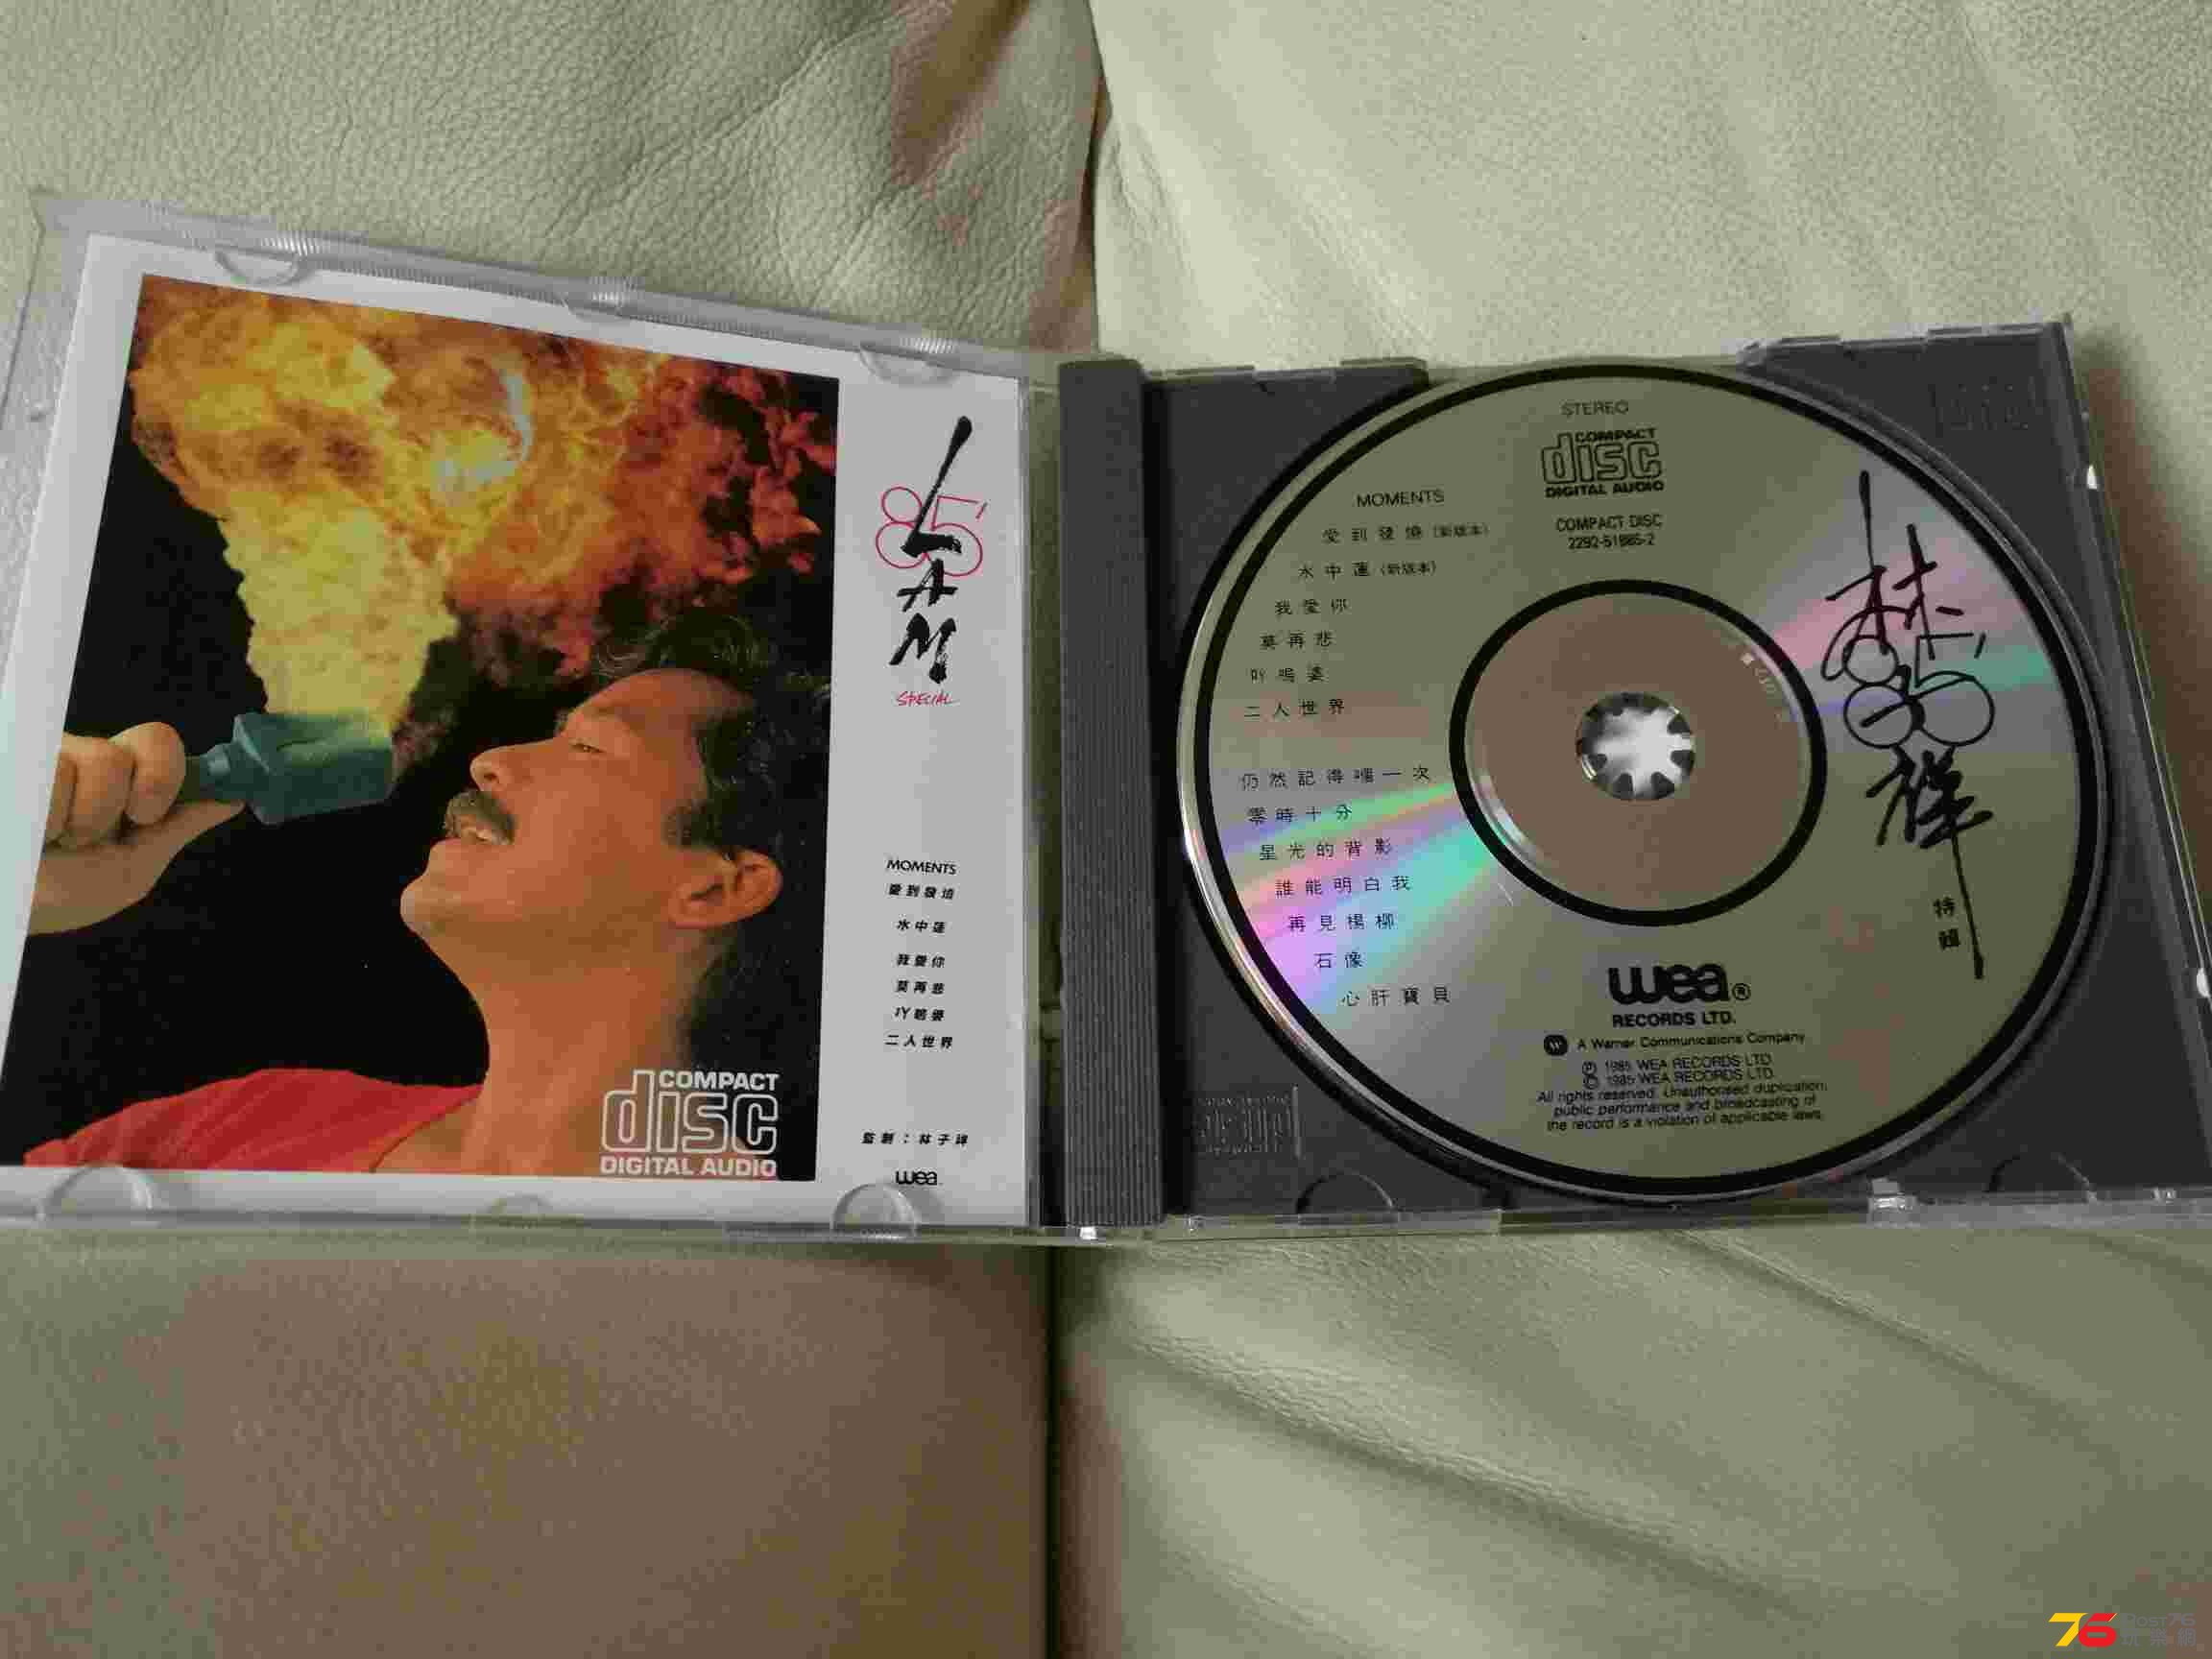 85'
LAM
SPECIAL
MOMENTS
愛到發燒
水中蓮
我愛你
莫再悲
吖嗚婆
二人世界
監制：林子祥
wea
COMPACT
disc
DIGITAL AUDIO
STEREO
COMPACT
disc
DIGITAL AUDIO
COMPACT DISC
2292-51885-2
MOMENTS
愛到發燒（新版本）
水中蓮（新版本）
我愛你
莫再悲
吖嗚婆
二人世界
仍然記得嗰一次
零時十分
星光的背影
誰能明白我
再見楊柳
石像
心肝寶貝
林子祥
85'
特輯
wea®
RECORDS LTD.
A Warner Communications Company
℗ 1985 WEA RECORDS LTD.
© 1985 WEA RECORDS LTD.
All rights reserved. Unauthorised duplication,
public performance and broadcasting of
the record is a violation of applicable laws.
76
Post76
玩樂網